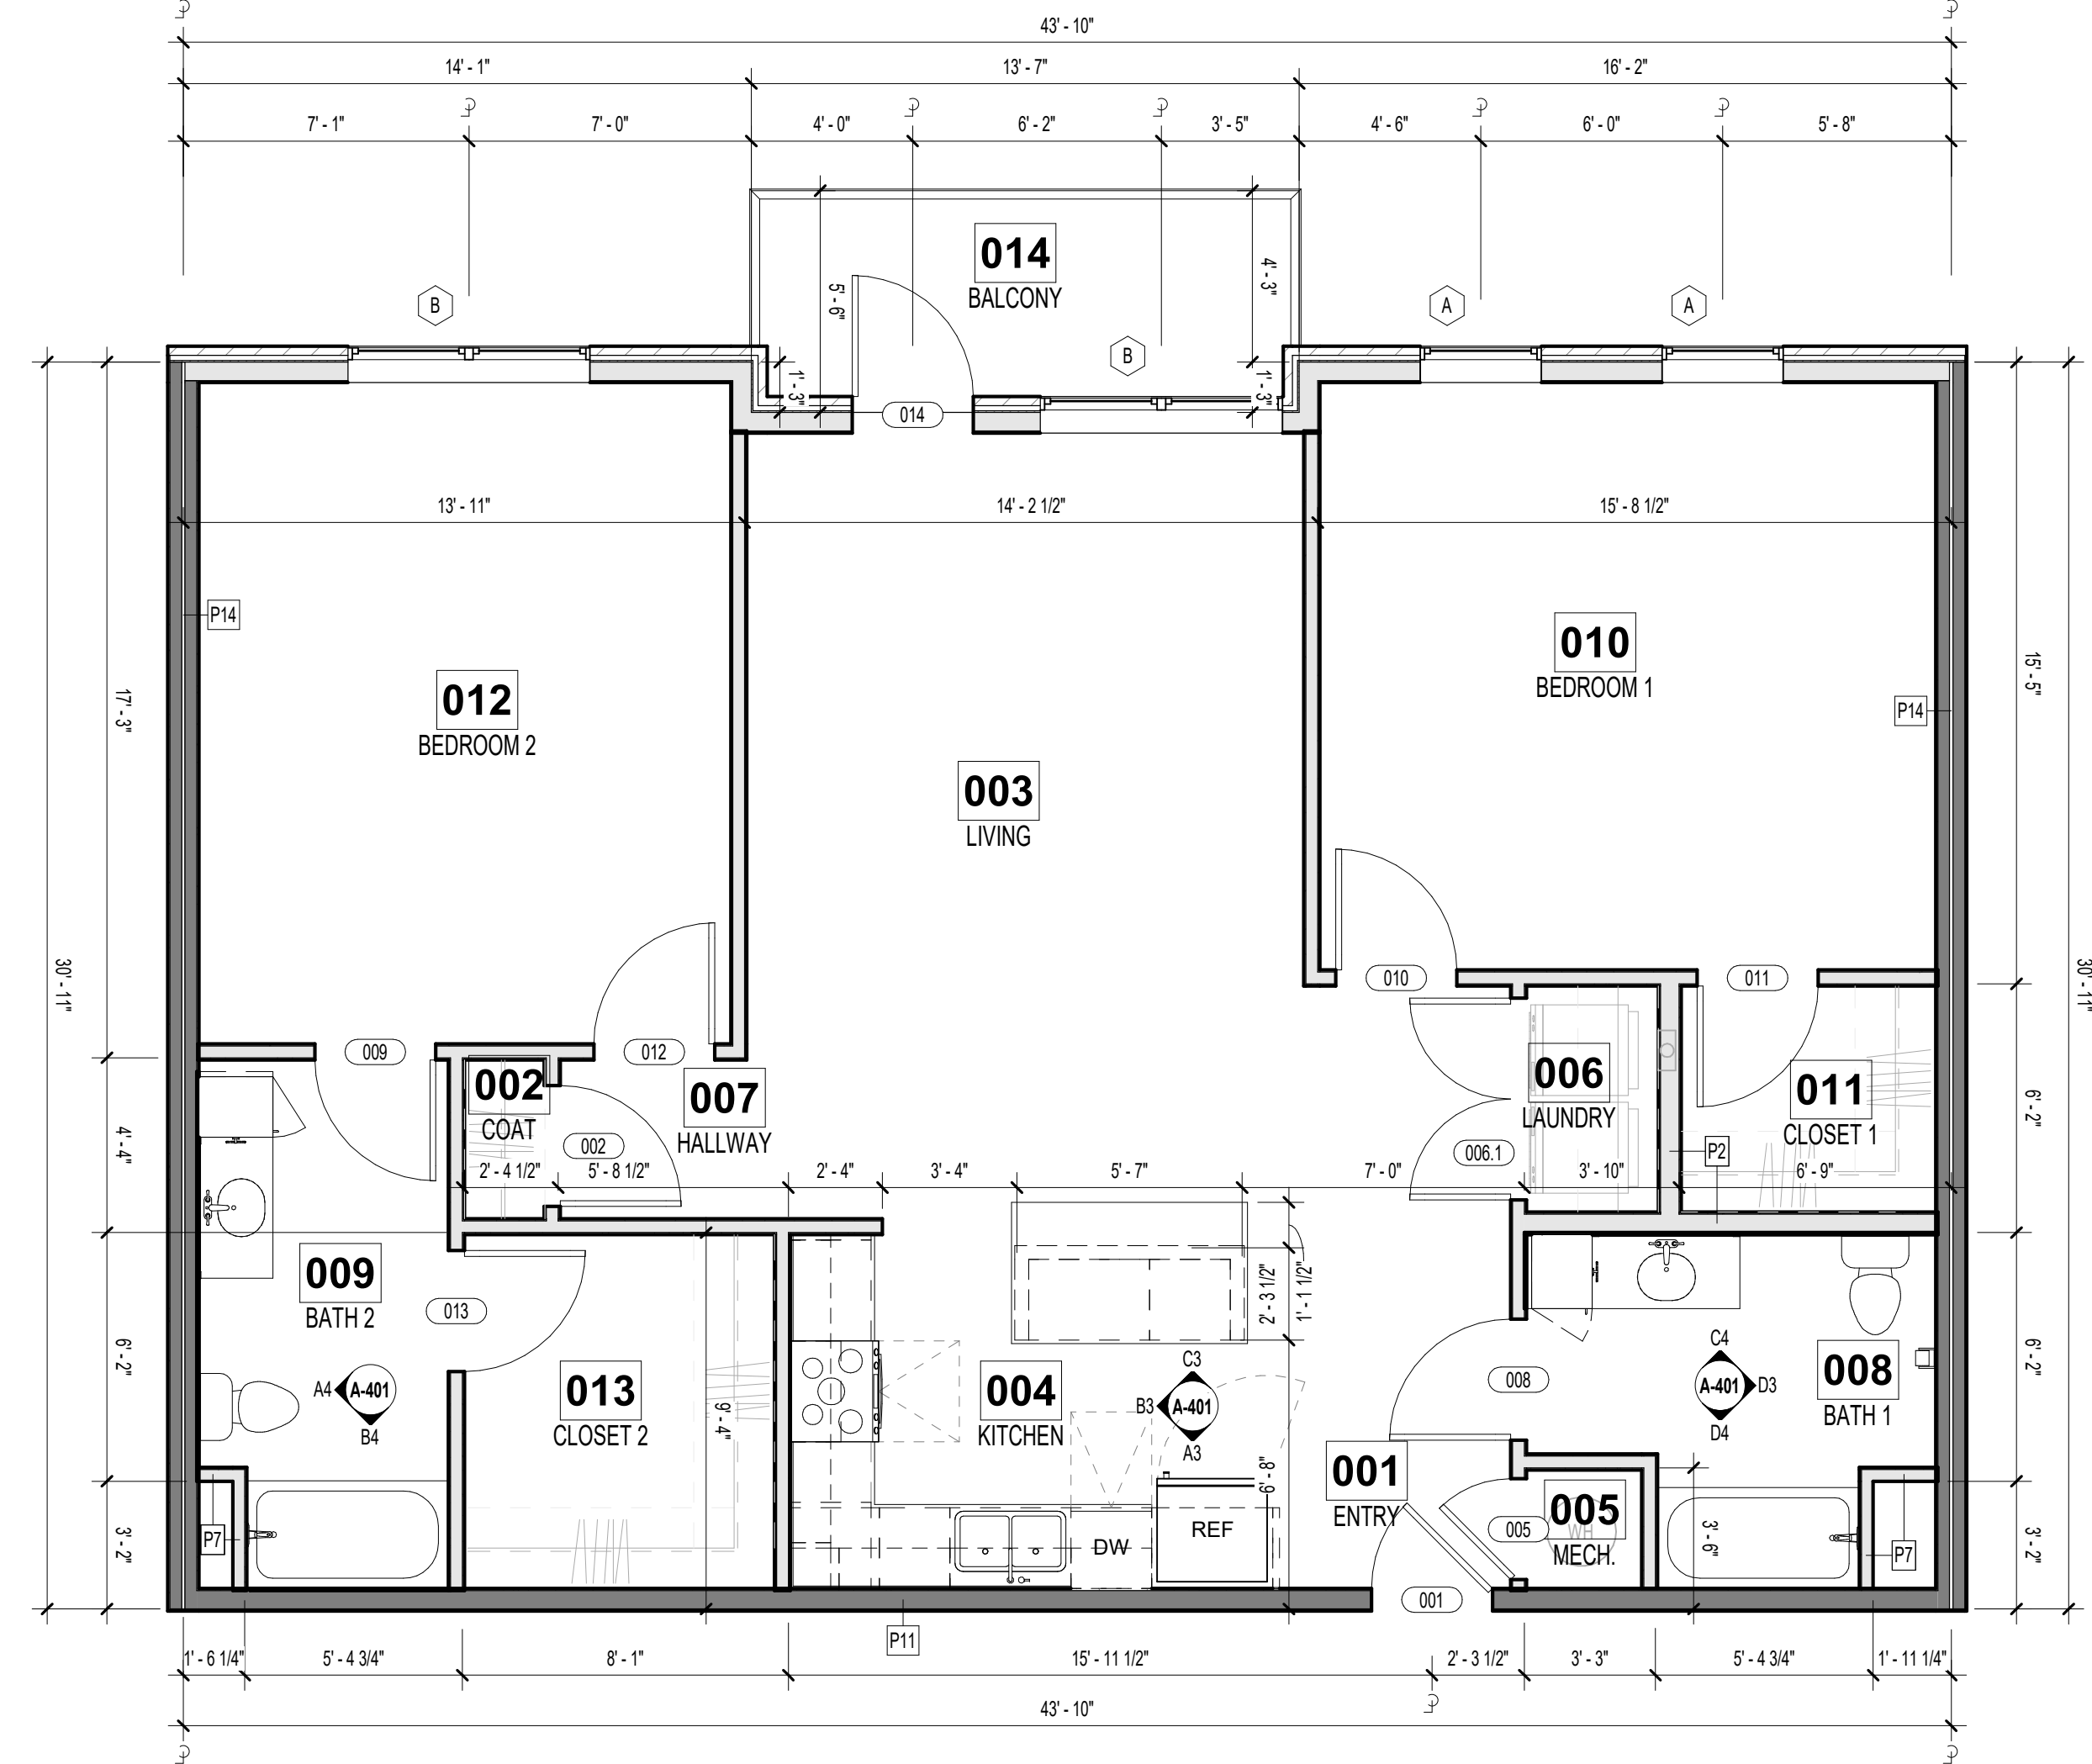 43' - 10"
14' - 1"
13' - 7"
16' - 2"
7' - 1"
7' - 0"
4' - 0"
6' - 2"
3' - 5"
4' - 6"
6' - 0"
5' - 8"
014
BALCONY
5' - 6"
4' - 3"
B
B
A
A
1' - 3"
1' - 3"
014
13' - 11"
14' - 2 1/2"
15' - 8 1/2"
P14
P14
012
BEDROOM 2
003
LIVING
010
BEDROOM 1
17' - 3"
15' - 5"
30' - 11"
30' - 11"
009
012
010
011
002
COAT
007
HALLWAY
006
LAUNDRY
011
CLOSET 1
002
006.1
P2
4' - 4"
6' - 2"
2' - 4 1/2"
5' - 8 1/2"
2' - 4"
3' - 4"
5' - 7"
7' - 0"
3' - 10"
6' - 9"
009
BATH 2
013
2' - 3 1/2"
1' - 1 1/2"
6' - 2"
6' - 2"
A4
A-401
B4
013
CLOSET 2
9' - 4"
004
KITCHEN
C3
B3
A-401
A3
008
C4
A-401
D3
D4
008
BATH 1
001
ENTRY
9' - 8"
005
005
WH
MECH.
3' - 6"
P7
P7
DW
REF
3' - 2"
3' - 2"
001
P11
1' - 6 1/4"
5' - 4 3/4"
8' - 1"
15' - 11 1/2"
2' - 3 1/2"
3' - 3"
5' - 4 3/4"
1' - 11 1/4"
43' - 10"